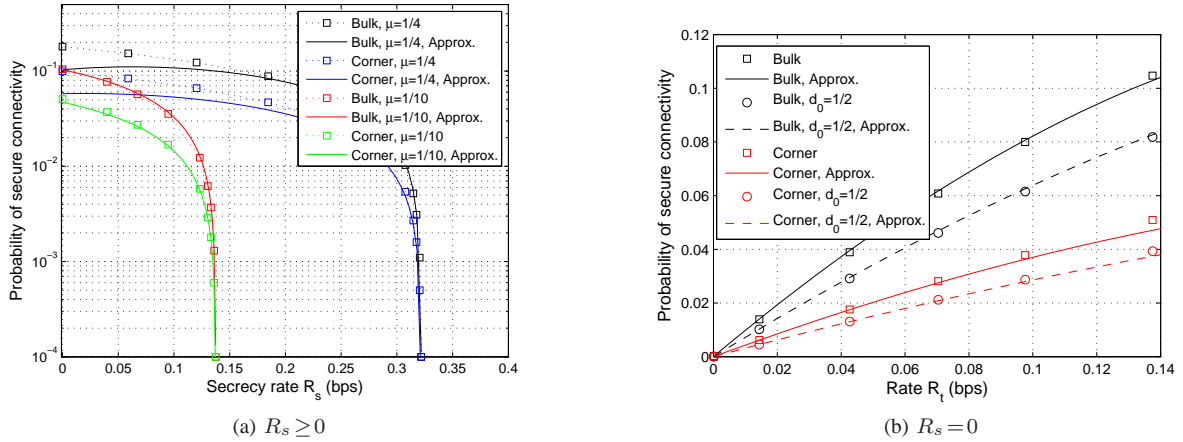 Bulk, μ=1/4
Bulk, μ=1/4, Approx.
Corner, μ=1/4
Corner, μ=1/4, Approx.
Bulk, μ=1/10
Bulk, μ=1/10, Approx.
Corner, μ=1/10
Corner, μ=1/10, Approx.
10^-1
10^-2
10^-3
10^-4
Probability of secure connectivity
0 0.05 0.1 0.15 0.2 0.25 0.3 0.35 0.4
Secrecy rate R_s (bps)
(a) R_s ≥ 0
Bulk
Bulk, Approx.
Bulk, d_0=1/2
Bulk, d_0=1/2, Approx.
Corner
Corner, Approx.
Corner, d_0=1/2
Corner, d_0=1/2, Approx.
0.12
0.1
0.08
0.06
0.04
0.02
0
Probability of secure connectivity
0 0.02 0.04 0.06 0.08 0.10 0.12 0.14
Rate R_t (bps)
(b) R_s = 0